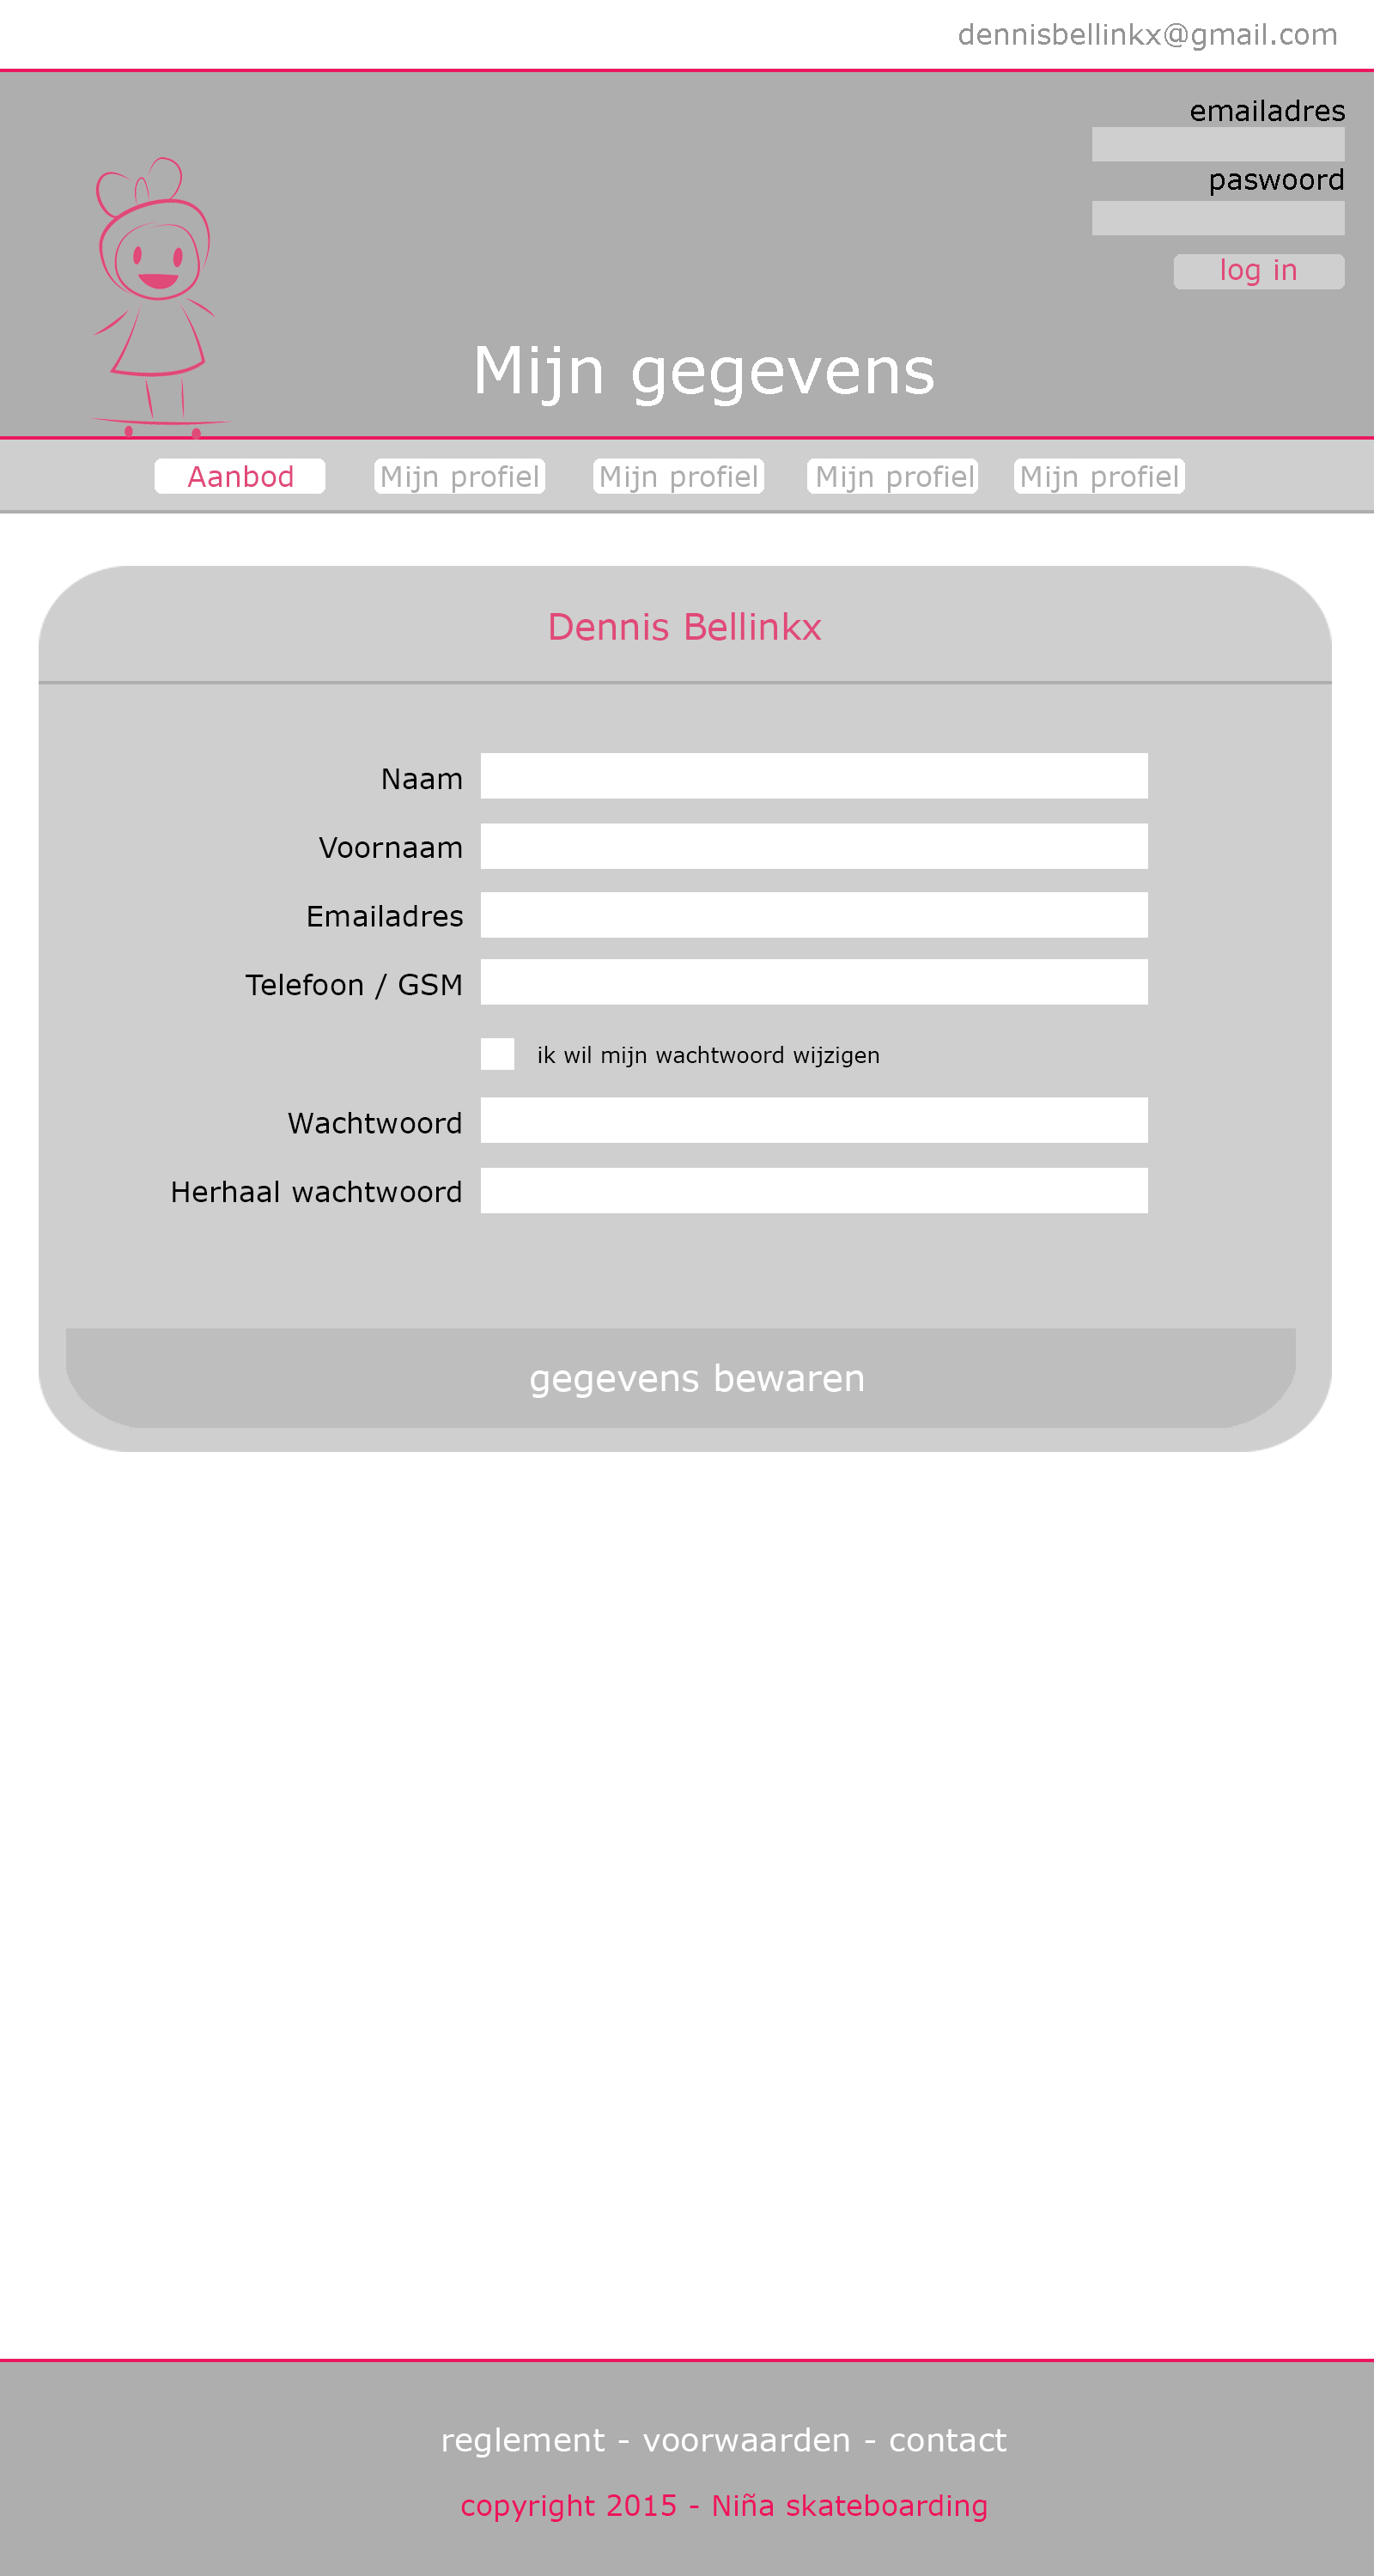 dennisbellinkx@gmail.com
emailadres
paswoord
log in
Mijn gegevens
Aanbod Mijn profiel Mijn profiel Mijn profiel Mijn profiel
Dennis Bellinkx
Naam
Voornaam
Emailadres
Telefoon / GSM
ik wil mijn wachtwoord wijzigen
Wachtwoord
Herhaal wachtwoord
gegevens bewaren
reglement - voorwaarden - contact
copyright 2015 - Niña skateboarding